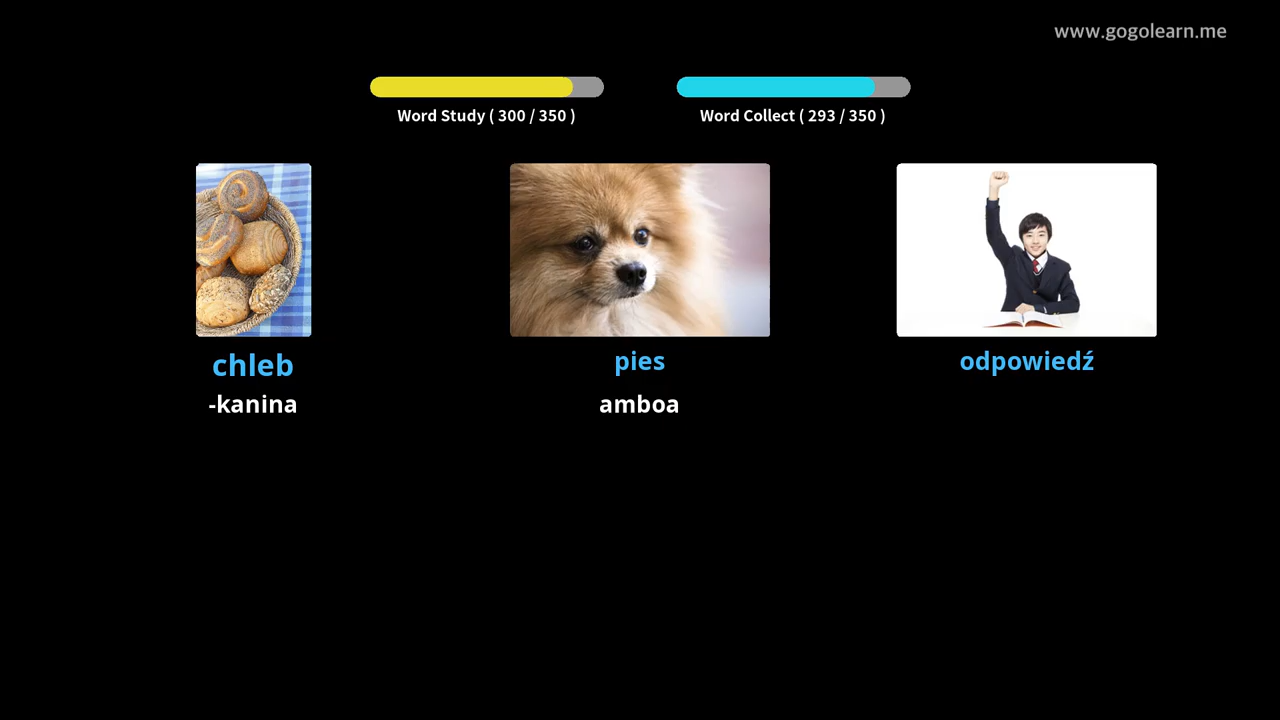 www.gogolearn.me
Word Study ( 300 / 350 )
Word Collect ( 293 / 350 )
chleb
pies
odpowiedź
-kanina
amboa